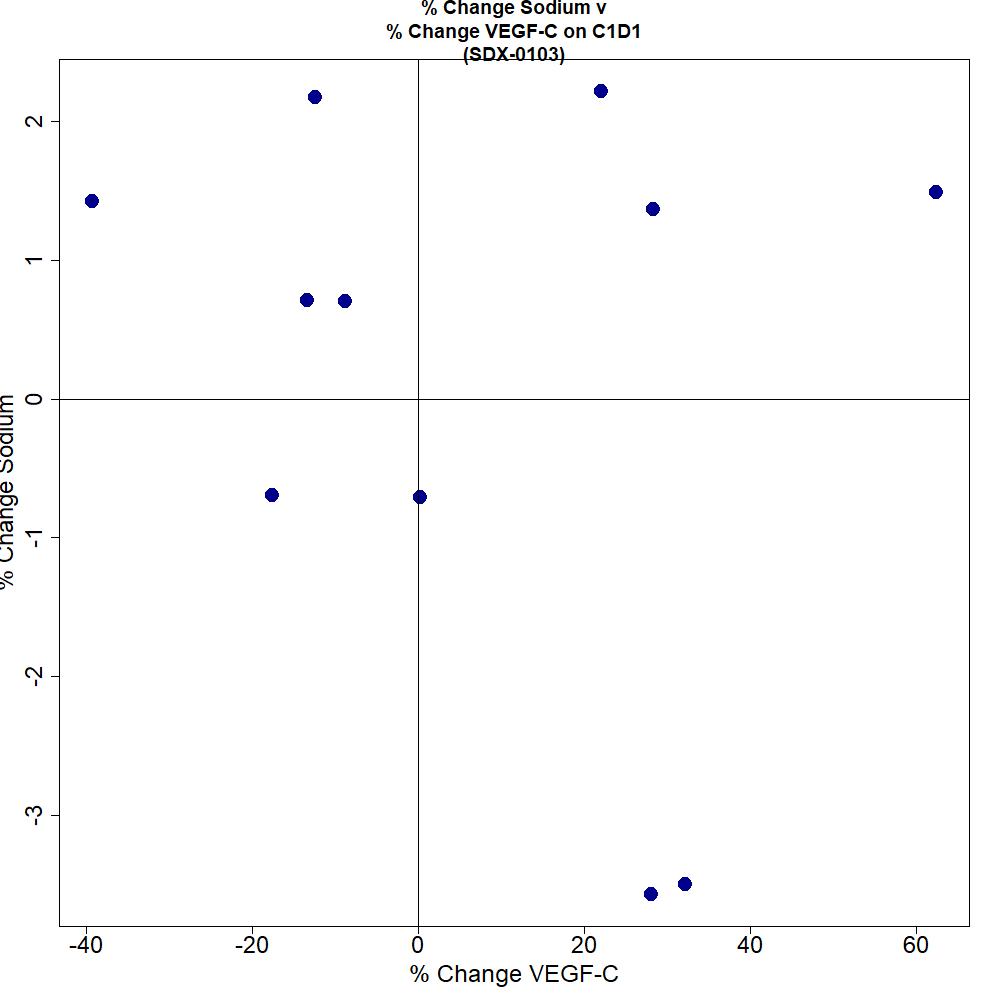 % Change Sodium v
% Change VEGF-C on C1D1
(SDX-0103)
% Change Sodium
2
1
0
-1
-2
-3
-40
-20
0
20
40
60
% Change VEGF-C